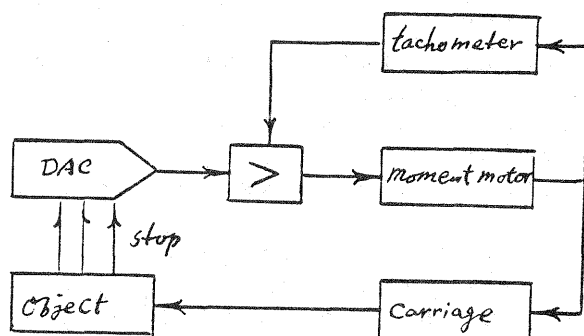 tachometer
DAC
>
moment motor
stop
object
carriage